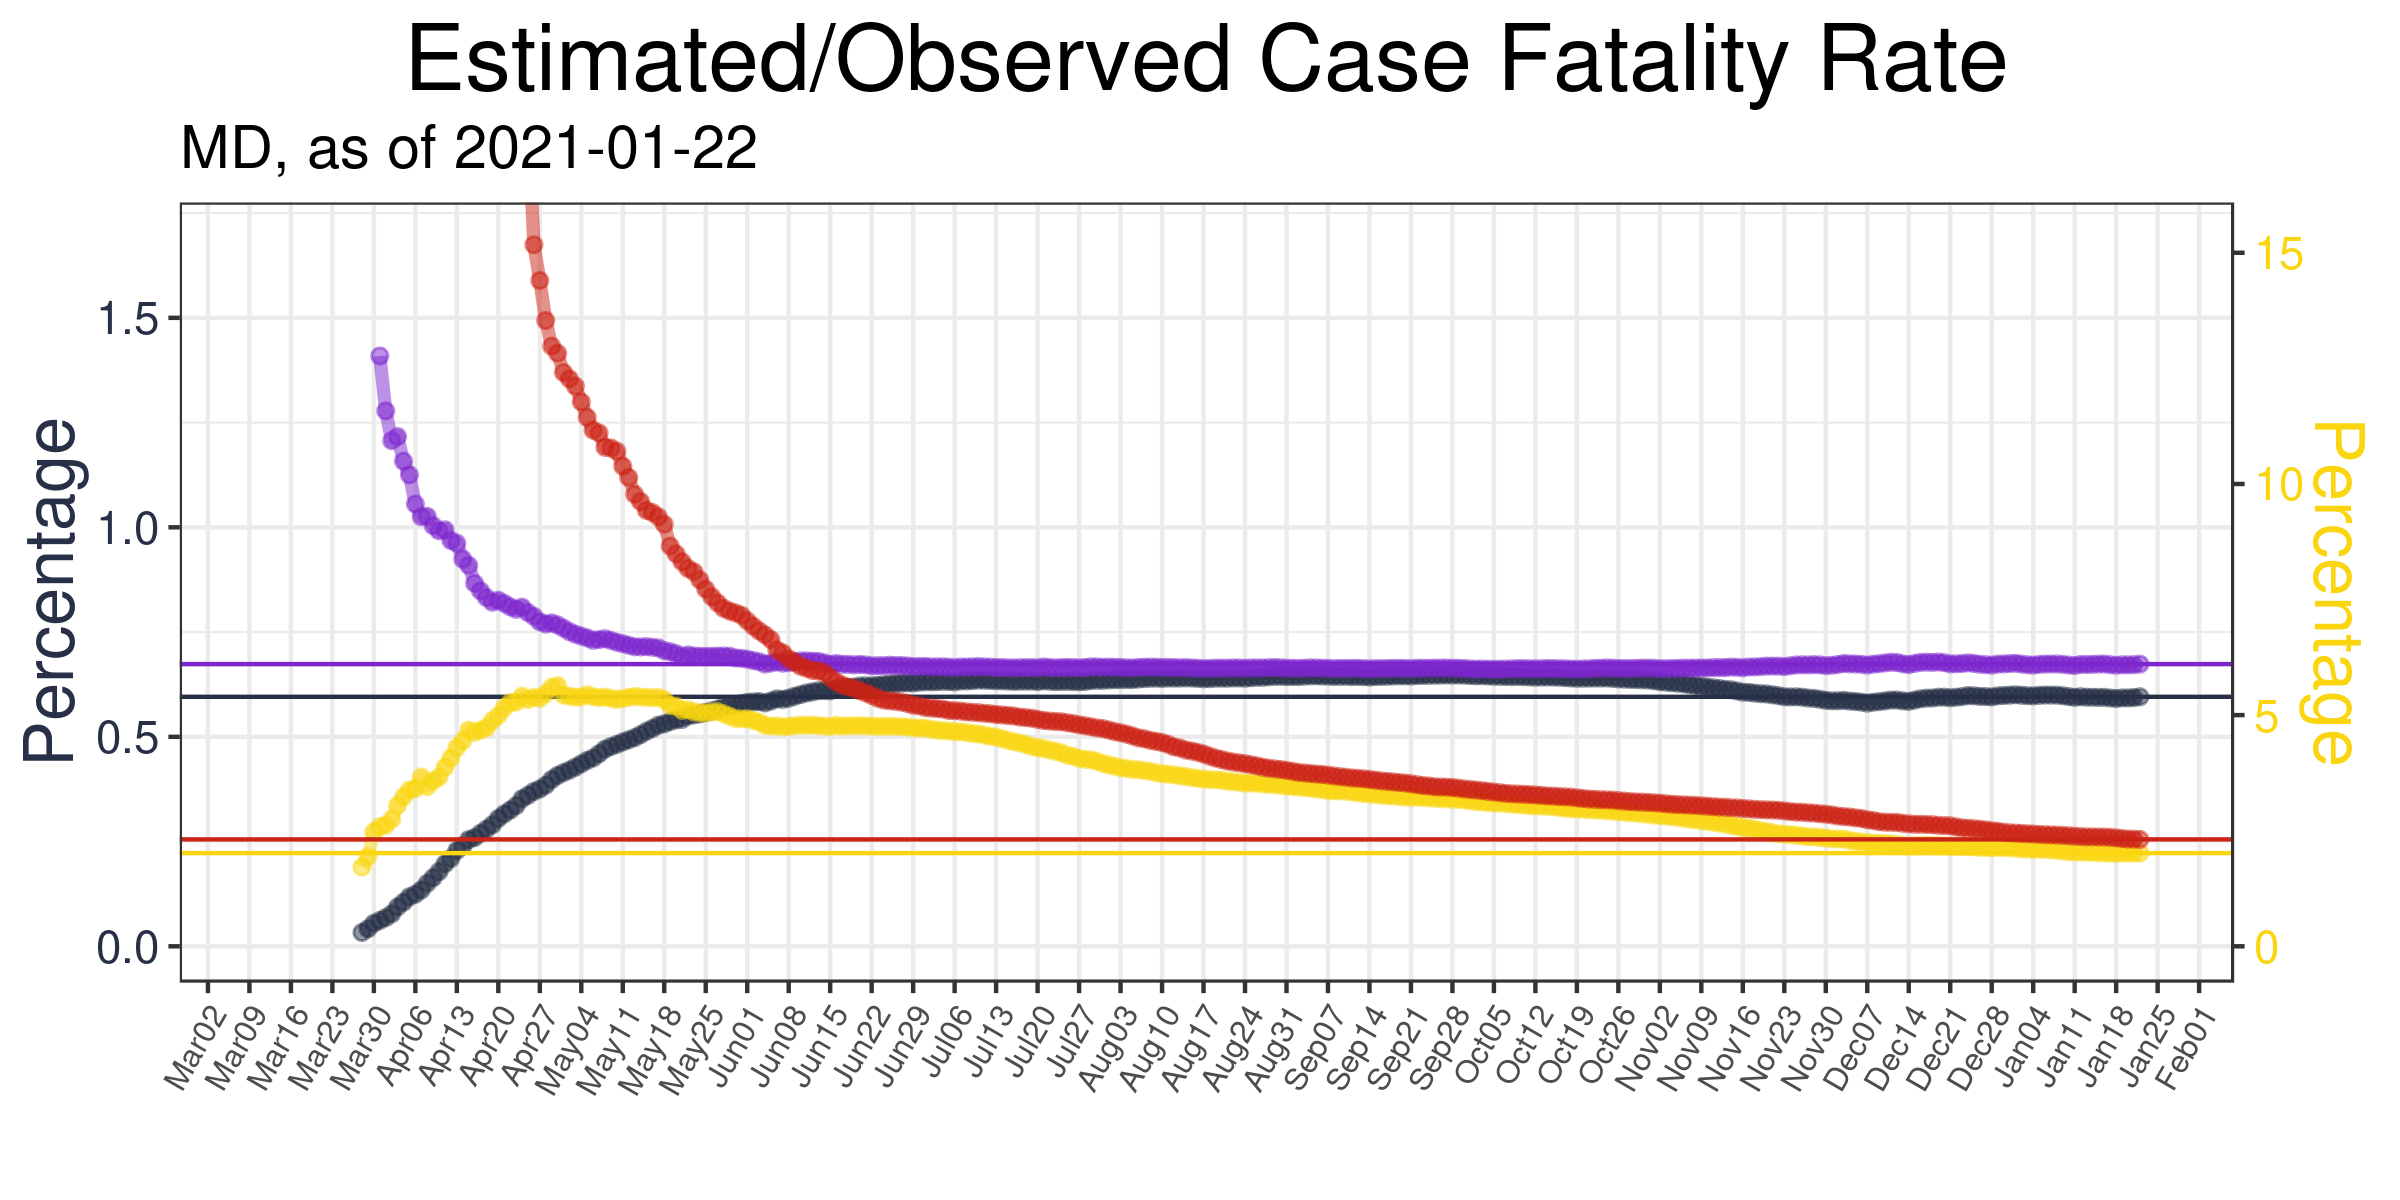 Estimated/Observed Case Fatality Rate
MD, as of 2021-01-22
Percentage
1.5
1.0
0.5
0.0
15
10
5
0
Percentage
Mar02
Mar09
Mar16
Mar23
Mar30
Apr06
Apr13
Apr20
Apr27
May04
May11
May18
May25
Jun01
Jun08
Jun15
Jun22
Jun29
Jul06
Jul13
Jul20
Jul27
Aug03
Aug10
Aug17
Aug24
Aug31
Sep07
Sep14
Sep21
Sep28
Oct05
Oct12
Oct19
Oct26
Nov02
Nov09
Nov16
Nov23
Nov30
Dec07
Dec14
Dec21
Dec28
Jan04
Jan11
Jan18
Jan25
Feb01